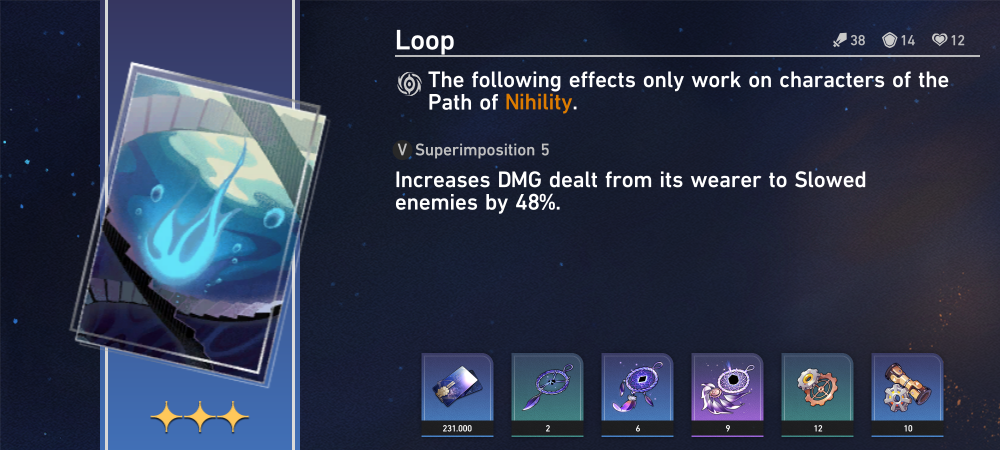 Loop
38 14 12
The following effects only work on characters of the
Path of Nihility.
V Superimposition 5
Increases DMG dealt from its wearer to Slowed
enemies by 48%.
231.000 2 6 9 12 10